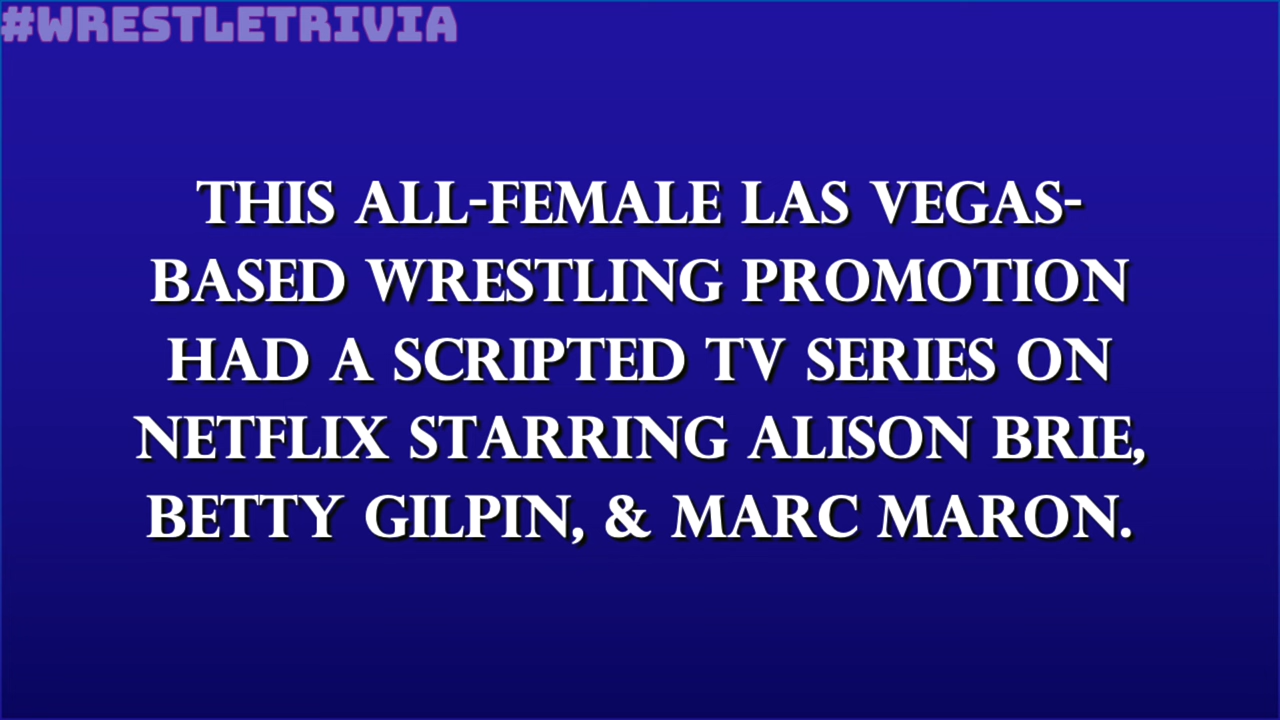 #WRESTLETRIVIA
THIS ALL-FEMALE LAS VEGAS-
BASED WRESTLING PROMOTION
HAD A SCRIPTED TV SERIES ON
NETFLIX STARRING ALISON BRIE,
BETTY GILPIN, & MARC MARON.